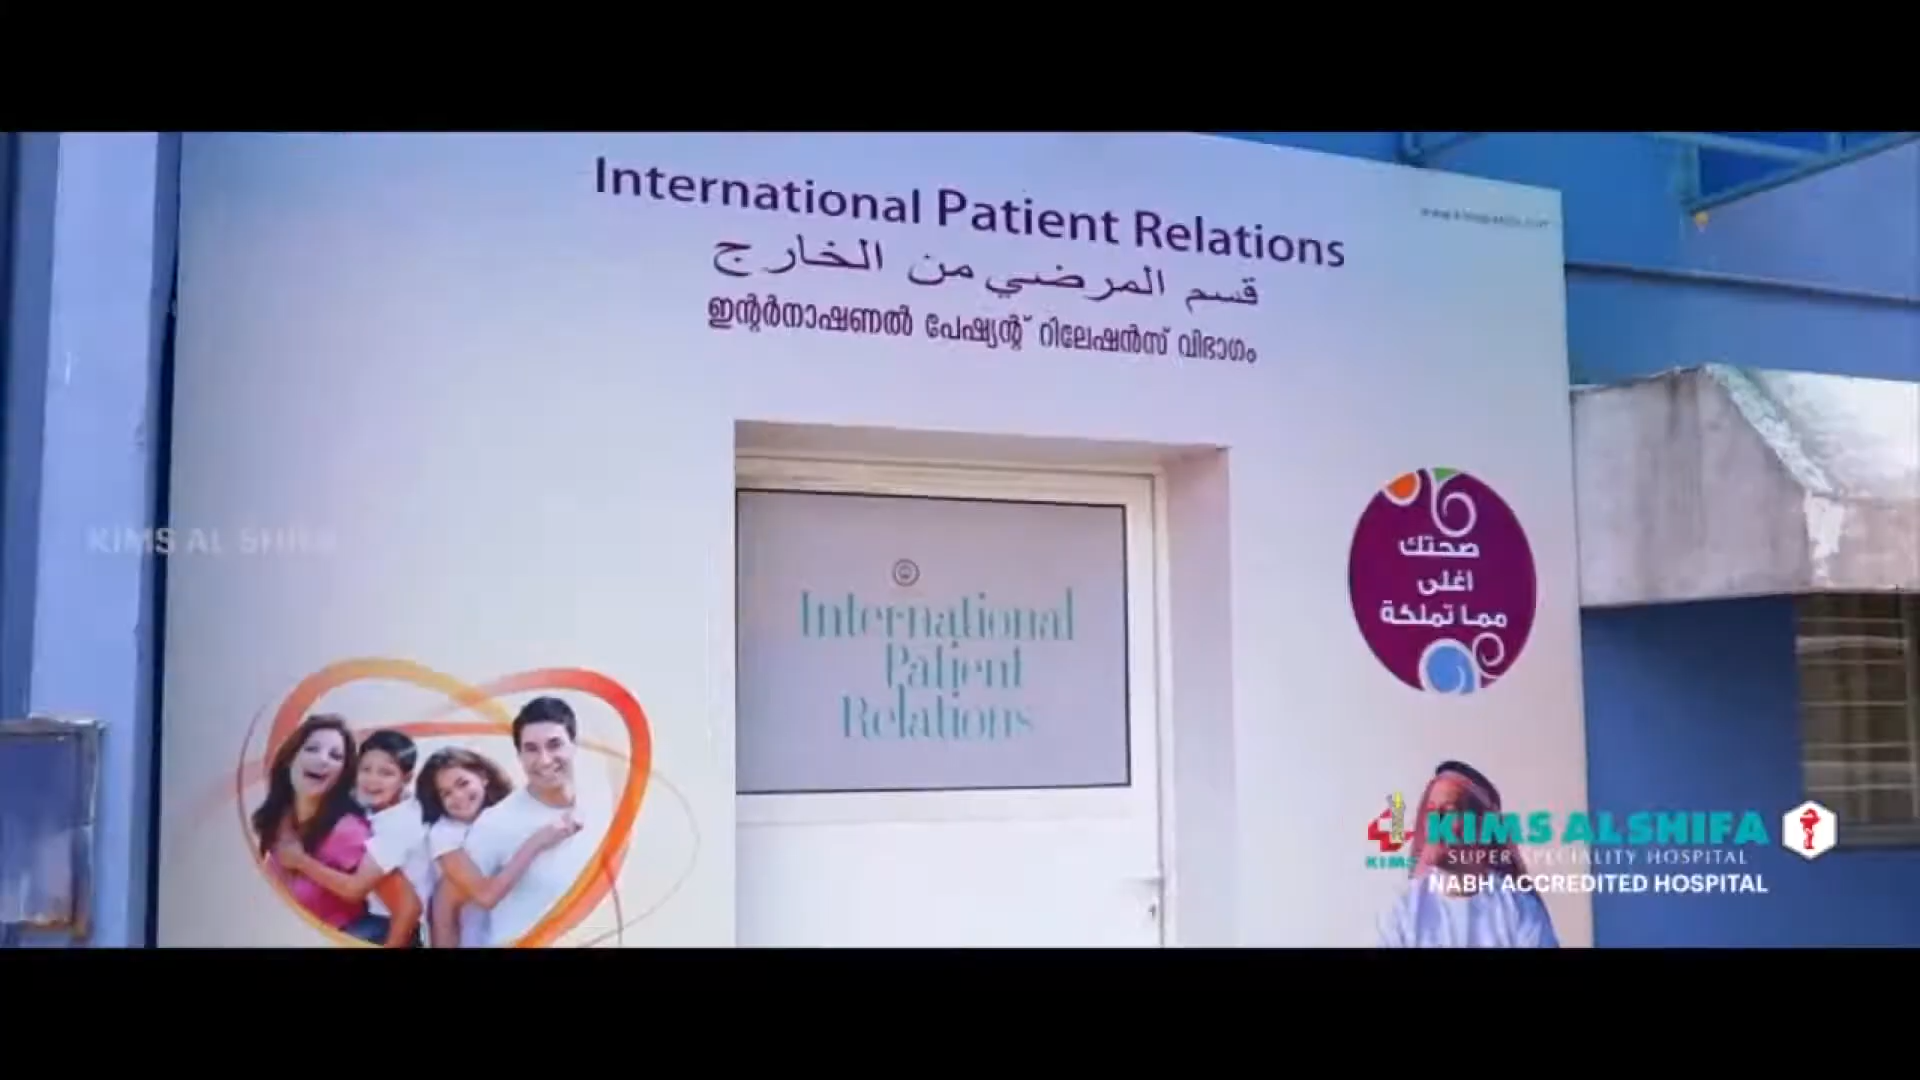 International Patient Relations
قسم المرضي من الخارج
ഇന്റർനാഷണൽ പേഷ്യന്റ് റിലേഷൻസ് വിഭാഗം
KIMS AL SHIFA
International
Patient
Relations
صحتك
اغلى
مما تملكة
KIMS ALSHIFA
KIMS
SUPER SPECIALITY HOSPITAL
NABH ACCREDITED HOSPITAL